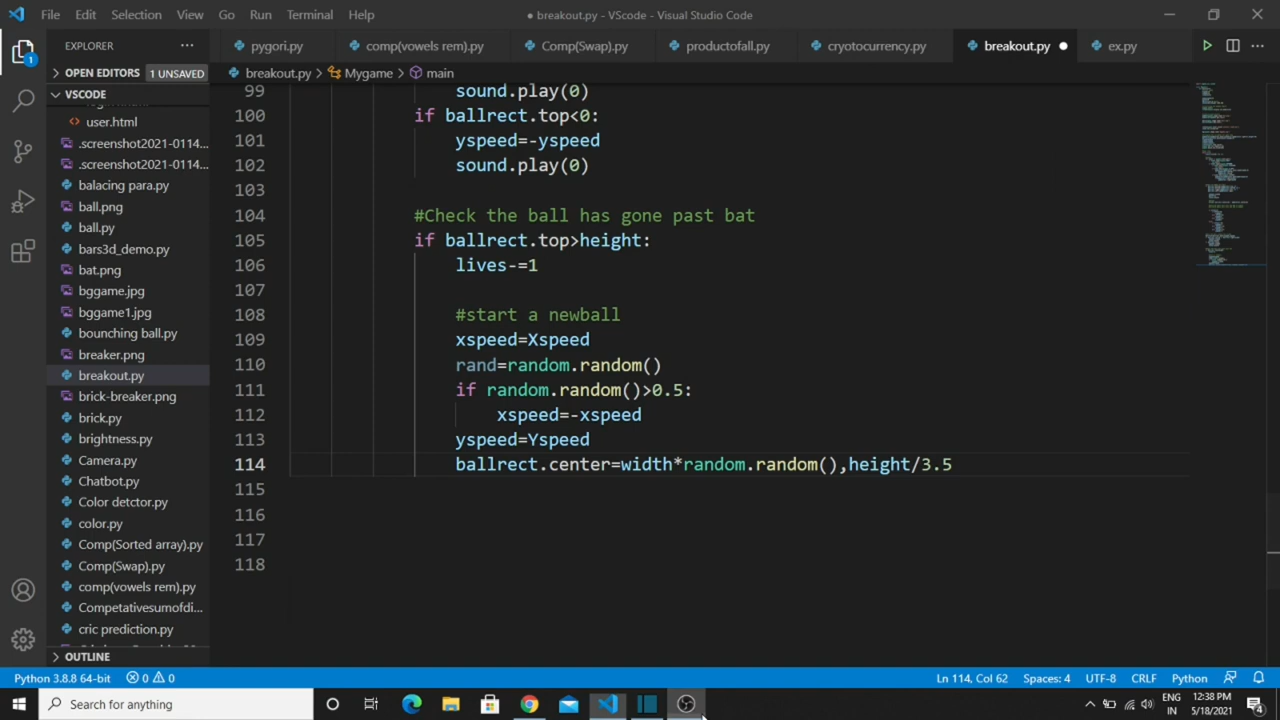 File Edit Selection View Go Run Terminal Help
● breakout.py - VScode - Visual Studio Code
EXPLORER
pygori.py comp(vowels rem).py Comp(Swap).py productofall.py cryotocurrency.py breakout.py ● ex.py
OPEN EDITORS 1 UNSAVED
breakout.py > Mygame > main
VSCODE
user.html
.screenshot2021-0114...
.screenshot2021-0114...
balacing para.py
ball.png
ball.py
bars3d_demo.py
bat.png
bggame.jpg
bggame1.jpg
bounching ball.py
breaker.png
breakout.py
brick-breaker.png
brick.py
brightness.py
Camera.py
Chatbot.py
Color detctor.py
color.py
Comp(Sorted array).py
Comp(Swap).py
comp(vowels rem).py
Competativesumofdi...
cric prediction.py
OUTLINE
99 sound.play(0)
100 if ballrect.top<0:
101 yspeed=-yspeed
102 sound.play(0)
103
104 #Check the ball has gone past bat
105 if ballrect.top>height:
106 lives-=1
107
108 #start a newball
109 xspeed=Xspeed
110 rand=random.random()
111 if random.random()>0.5:
112 xspeed=-xspeed
113 yspeed=Yspeed
114 ballrect.center=width*random.random(),height/3.5
115
116
117
118
Python 3.8.8 64-bit 0 0 Ln 114, Col 62 Spaces: 4 UTF-8 CRLF Python
Search for anything
ENG 12:38 PM
IN 5/18/2021 4